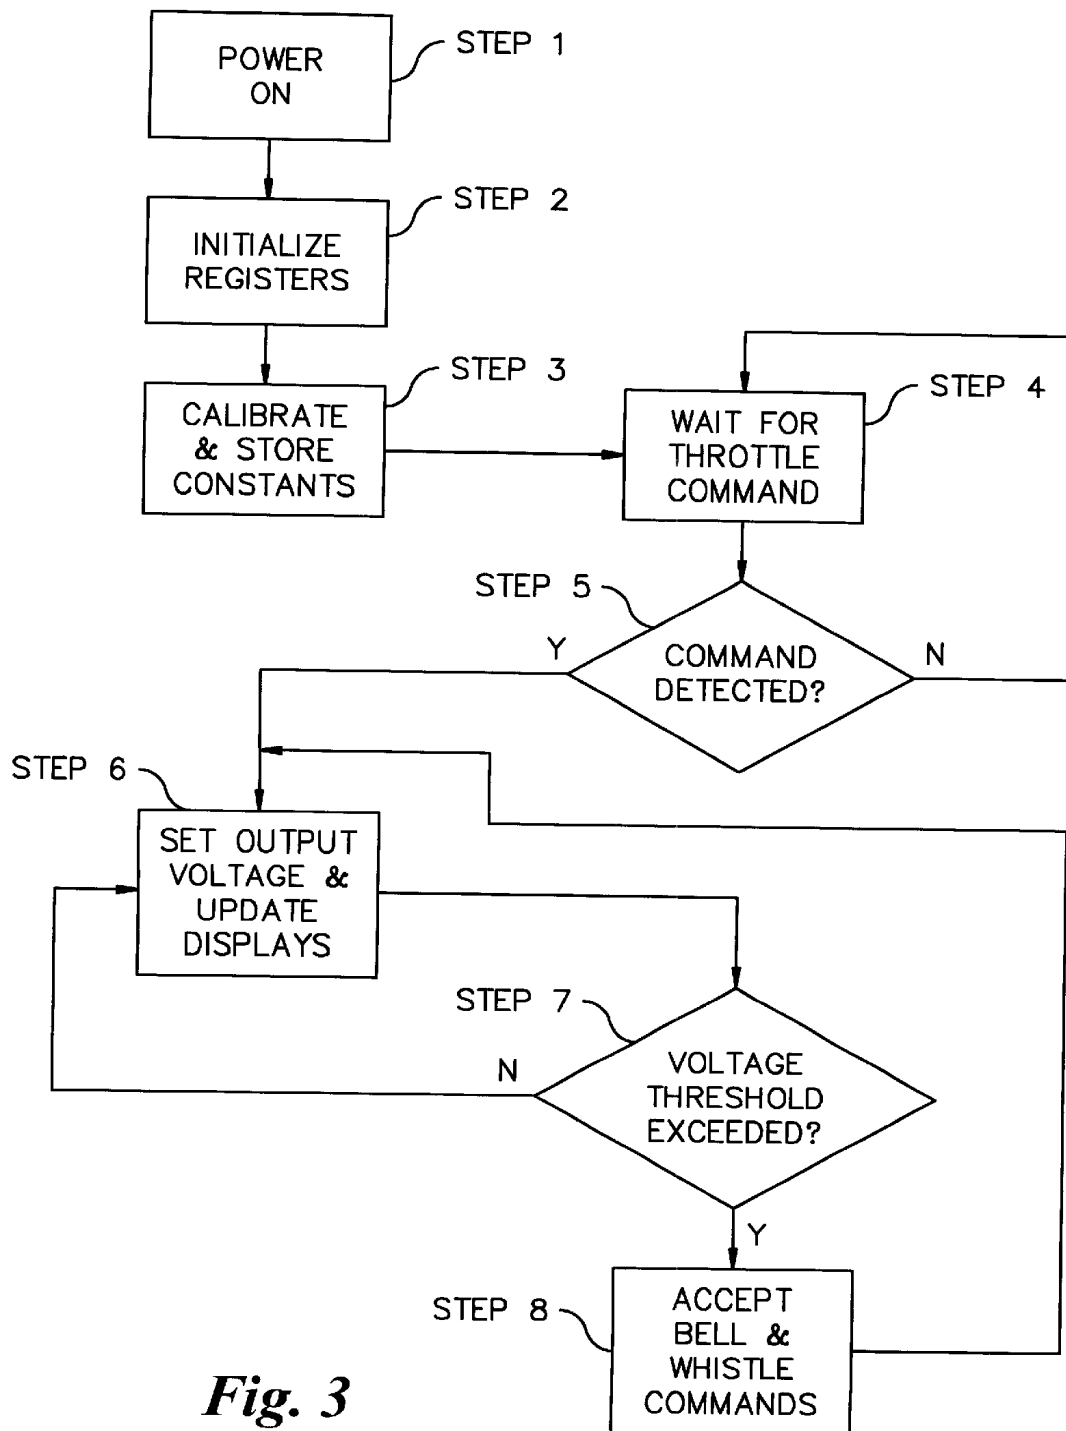 POWER
ON
STEP 1
INITIALIZE
REGISTERS
STEP 2
CALIBRATE
& STORE
CONSTANTS
STEP 3
WAIT FOR
THROTTLE
COMMAND
STEP 4
STEP 5
COMMAND
DETECTED?
Y
N
STEP 6
SET OUTPUT
VOLTAGE &
UPDATE
DISPLAYS
STEP 7
VOLTAGE
THRESHOLD
EXCEEDED?
N
Y
STEP 8
ACCEPT
BELL &
WHISTLE
COMMANDS
Fig. 3